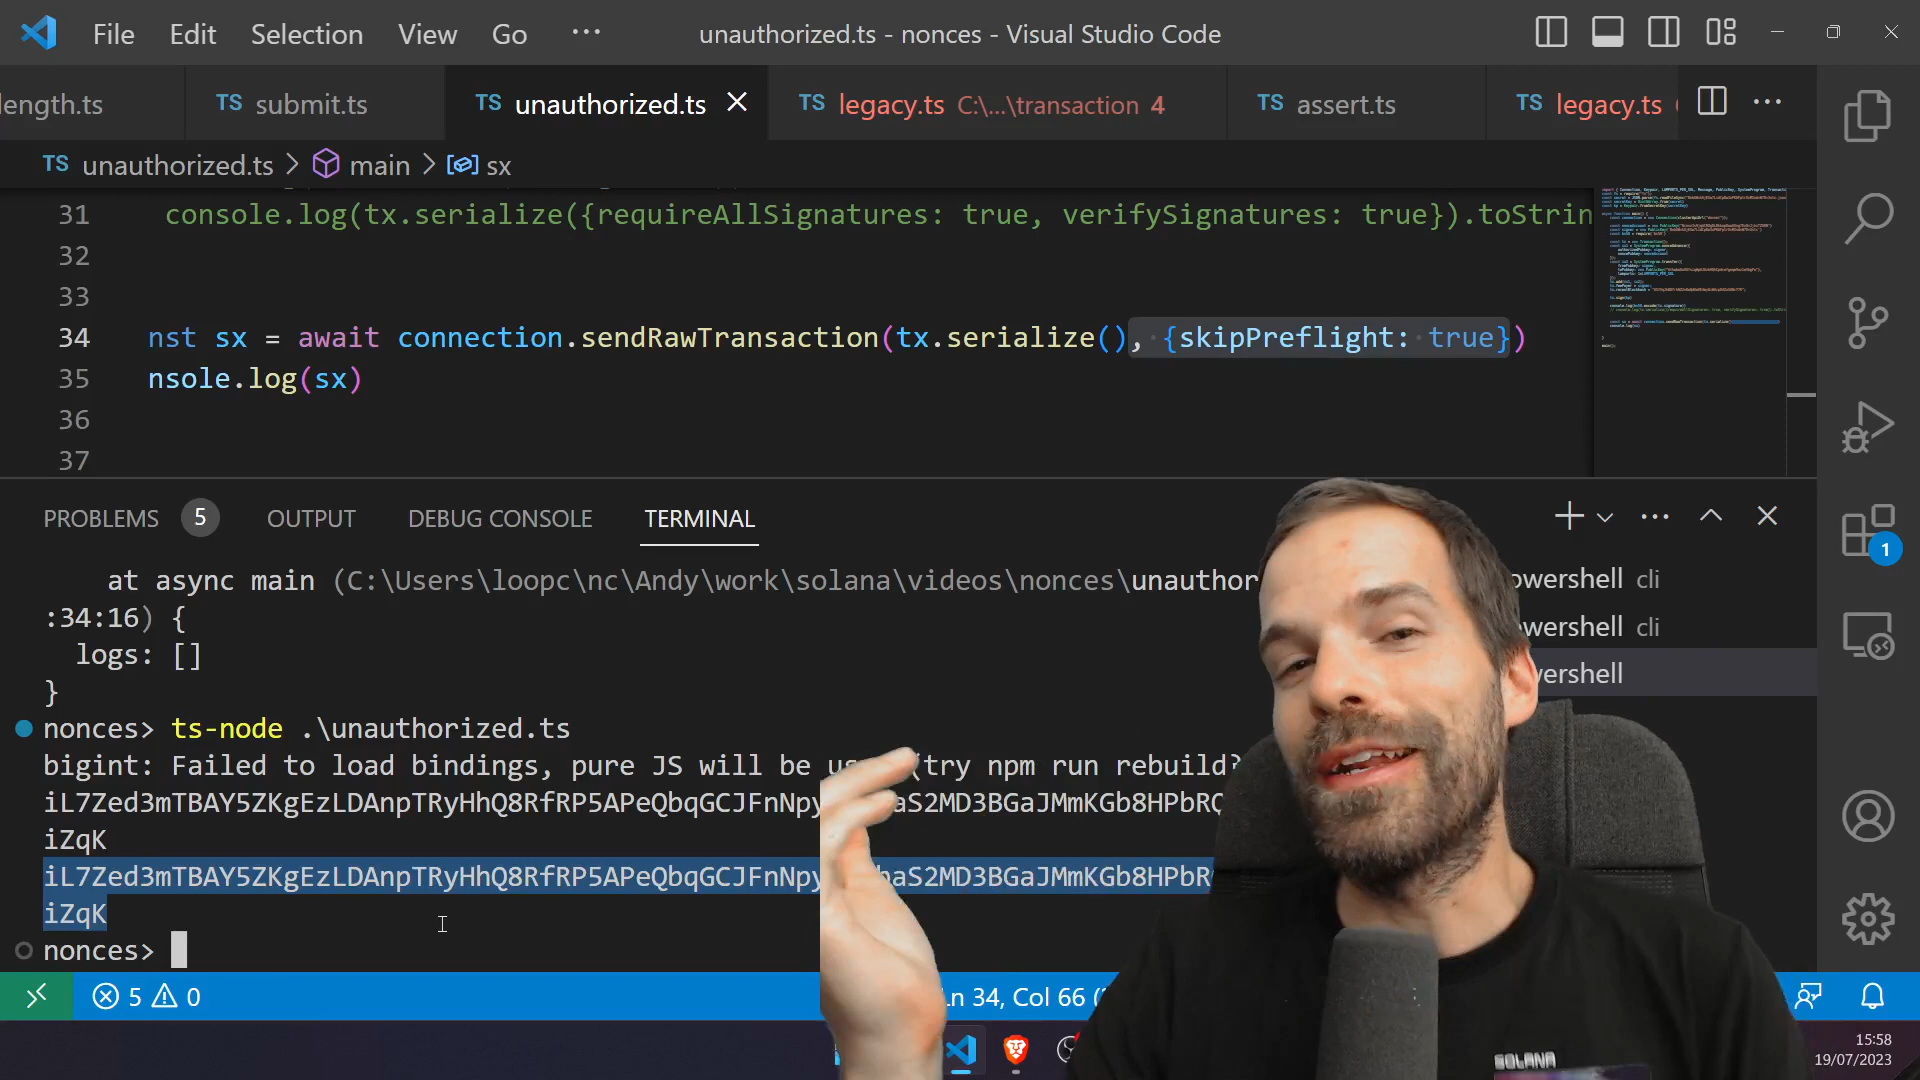 File Edit Selection View Go ··· unauthorized.ts - nonces - Visual Studio Code
length.ts TS submit.ts TS unauthorized.ts TS legacy.ts C:\...\transaction 4 TS assert.ts TS legacy.ts
TS unauthorized.ts > main > sx
31 console.log(tx.serialize({requireAllSignatures: true, verifySignatures: true}).toStrin
32
33
34 nst sx = await connection.sendRawTransaction(tx.serialize(), {skipPreflight: true})
35 nsole.log(sx)
36
37
PROBLEMS 5 OUTPUT DEBUG CONSOLE TERMINAL
at async main (C:\Users\loopc\nc\Andy\work\solana\videos\nonces\unauthor
:34:16) {
logs: []
}
owershell cli
wershell cli
ershell
nonces> ts-node .\unauthorized.ts
bigint: Failed to load bindings, pure JS will be us (try npm run rebuild?
iL7Zed3mTBAY5ZKgEzLDAnpTRyHhQ8RfRP5APeQbqGCJFnNpy aS2MD3BGaJMmKGb8HPbRQ
iZqK
iL7Zed3mTBAY5ZKgEzLDAnpTRyHhQ8RfRP5APeQbqGCJFnNpy haS2MD3BGaJMmKGb8HPbR
iZqK
nonces>
1
5 0 Ln 34, Col 66
15:58
19/07/2023
SOLANA